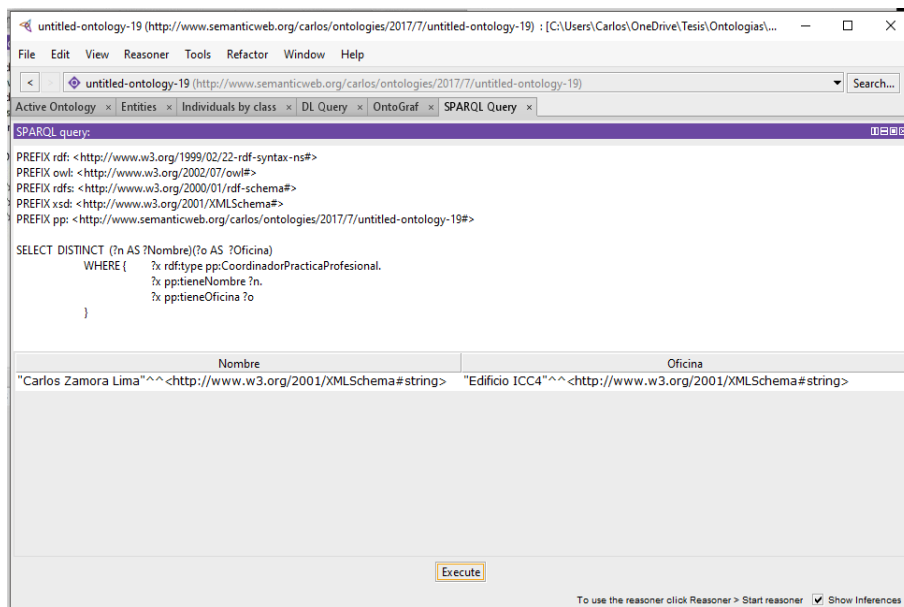 untitled-ontology-19 (http://www.semanticweb.org/carlos/ontologies/2017/7/untitled-ontology-19) : [C:\Users\Carlos\OneDrive\Tesis\Ontologias\...
File Edit View Reasoner Tools Refactor Window Help
< > untitled-ontology-19 (http://www.semanticweb.org/carlos/ontologies/2017/7/untitled-ontology-19) Search...
Active Ontology × Entities × Individuals by class × DL Query × OntoGraf × SPARQL Query ×
SPARQL query:
PREFIX rdf: <http://www.w3.org/1999/02/22-rdf-syntax-ns#>
PREFIX owl: <http://www.w3.org/2002/07/owl#>
PREFIX rdfs: <http://www.w3.org/2000/01/rdf-schema#>
PREFIX xsd: <http://www.w3.org/2001/XMLSchema#>
PREFIX pp: <http://www.semanticweb.org/carlos/ontologies/2017/7/untitled-ontology-19#>
SELECT DISTINCT (?n AS ?Nombre)(?o AS ?Oficina)
WHERE { ?x rdf:type pp:CoordinadorPracticaProfesional.
?x pp:tieneNombre ?n.
?x pp:tieneOficina ?o
}
Nombre Oficina
"Carlos Zamora Lima"^^<http://www.w3.org/2001/XMLSchema#string> "Edificio ICC4"^^<http://www.w3.org/2001/XMLSchema#string>
Execute
To use the reasoner click Reasoner > Start reasoner Show Inferences